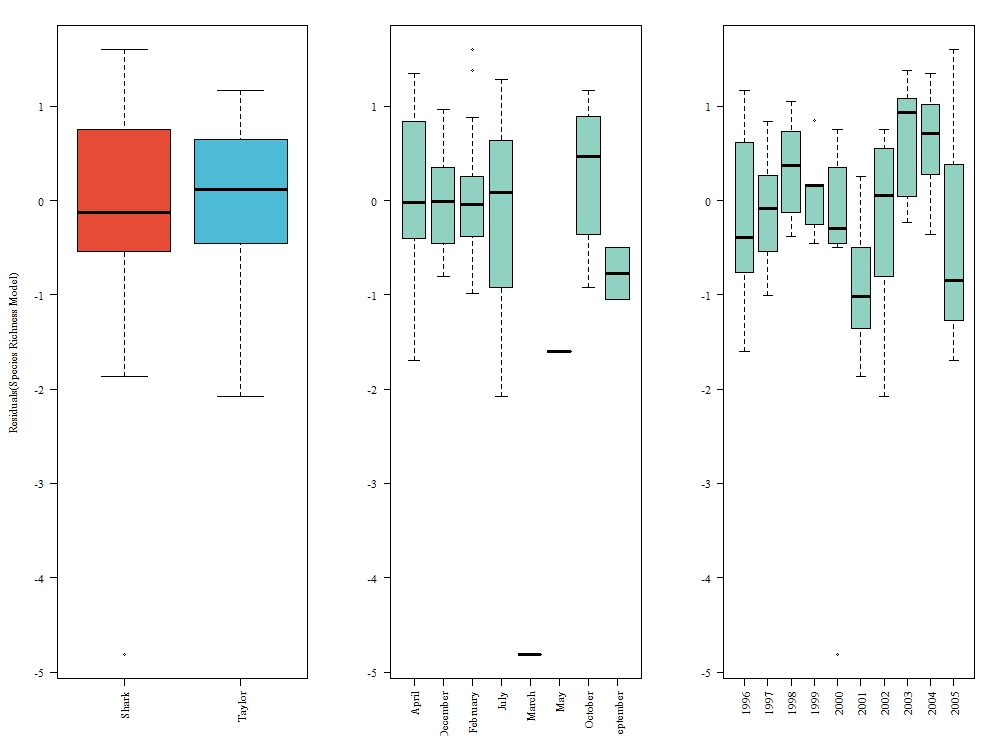 Residuals(Species Richness Model)
1
0
-1
-2
-3
-4
-5
Shark
Taylor
1
0
-1
-2
-3
-4
-5
April
December
February
July
March
May
October
eptember
1
0
-1
-2
-3
-4
-5
1996
1997
1998
1999
2000
2001
2002
2003
2004
2005